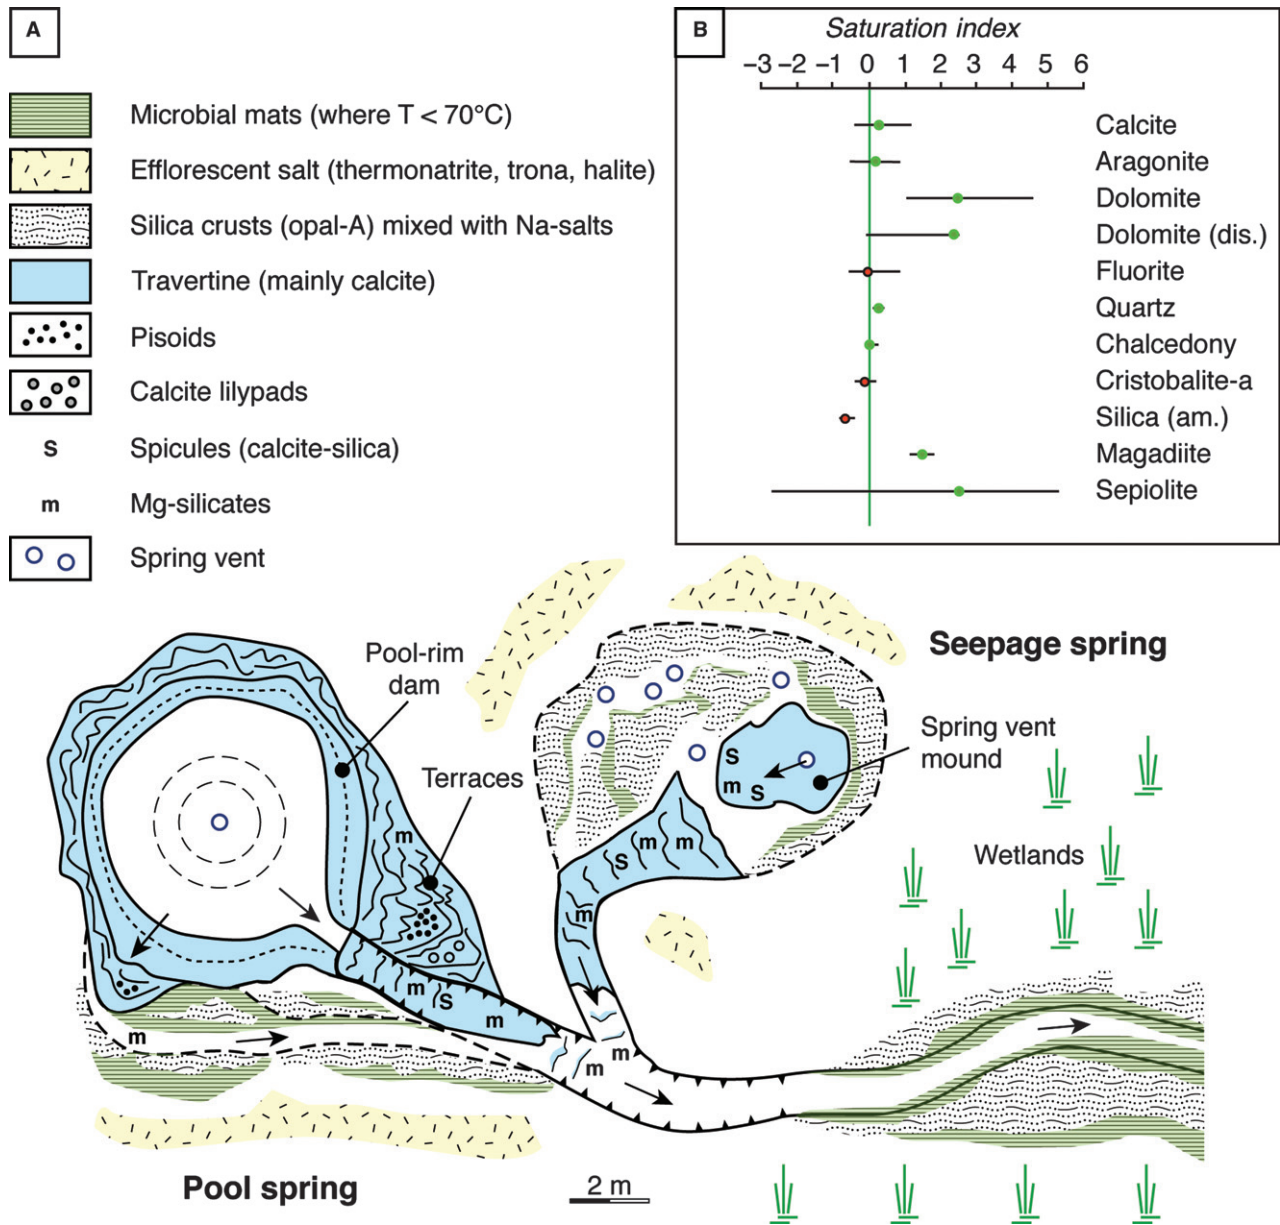 A
Microbial mats (where T < 70°C)
Efflorescent salt (thermonatrite, trona, halite)
Silica crusts (opal-A) mixed with Na-salts
Travertine (mainly calcite)
Pisoids
Calcite lilypads
S Spicules (calcite-silica)
m Mg-silicates
Spring vent
B
Saturation index
−3 −2 −1 0 1 2 3 4 5 6
Calcite
Aragonite
Dolomite
Dolomite (dis.)
Fluorite
Quartz
Chalcedony
Cristobalite-a
Silica (am.)
Magadiite
Sepiolite
Pool-rim
dam
Terraces
Seepage spring
Spring vent
mound
Wetlands
S
m
S
m
m
m
S
m
m
S
m
m
m
m
Pool spring
2 m